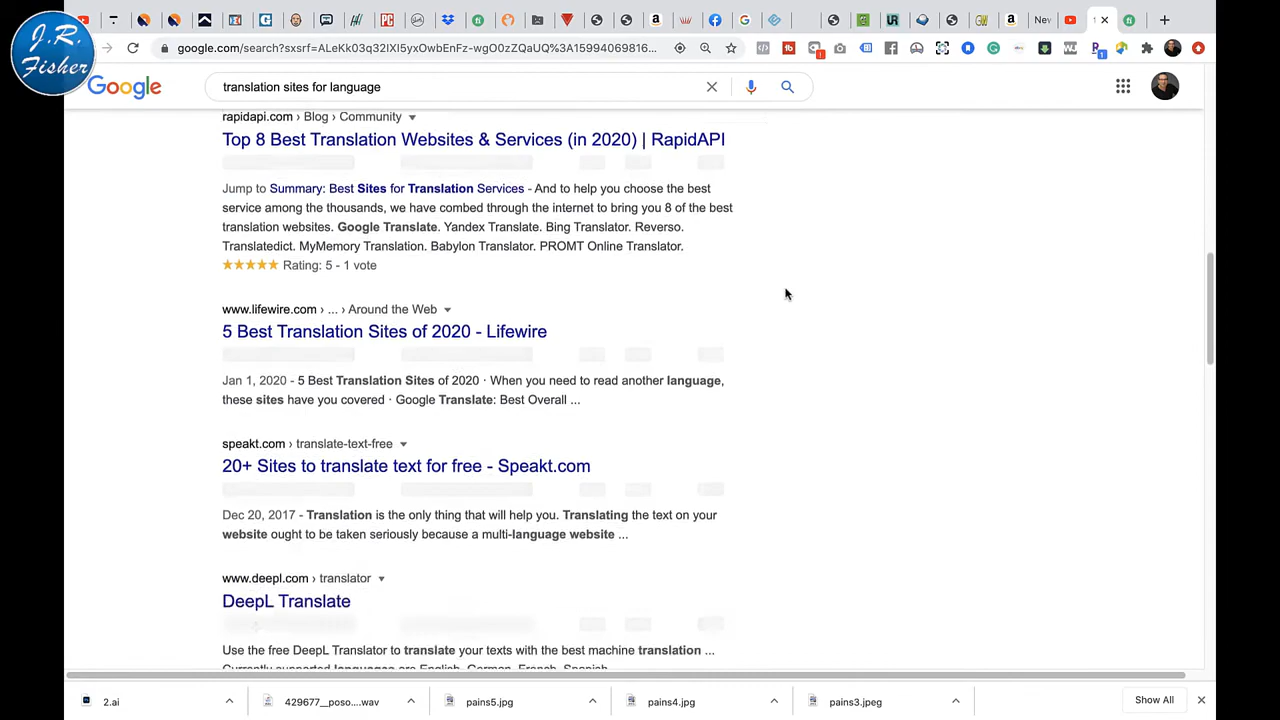 J.R.
Fisher
New
google.com/search?sxsrf=ALeKk03q32IXI5yxOwbEnFz-wgO0zZQaUQ%3A15994069816...
Google
translation sites for language
rapidapi.com › Blog › Community
Top 8 Best Translation Websites & Services (in 2020) | RapidAPI
Jump to Summary: Best Sites for Translation Services - And to help you choose the best
service among the thousands, we have combed through the internet to bring you 8 of the best
translation websites. Google Translate. Yandex Translate. Bing Translator. Reverso.
Translatedict. MyMemory Translation. Babylon Translator. PROMT Online Translator.
Rating: 5 - 1 vote
www.lifewire.com › ... › Around the Web
5 Best Translation Sites of 2020 - Lifewire
Jan 1, 2020 - 5 Best Translation Sites of 2020 · When you need to read another language,
these sites have you covered · Google Translate: Best Overall ...
speakt.com › translate-text-free
20+ Sites to translate text for free - Speakt.com
Dec 20, 2017 - Translation is the only thing that will help you. Translating the text on your
website ought to be taken seriously because a multi-language website ...
www.deepl.com › translator
DeepL Translate
Use the free DeepL Translator to translate your texts with the best machine translation ...
Currently supported languages are English, German, French, Spanish
2.ai
429677__poso....wav
pains5.jpg
pains4.jpg
pains3.jpeg
Show All